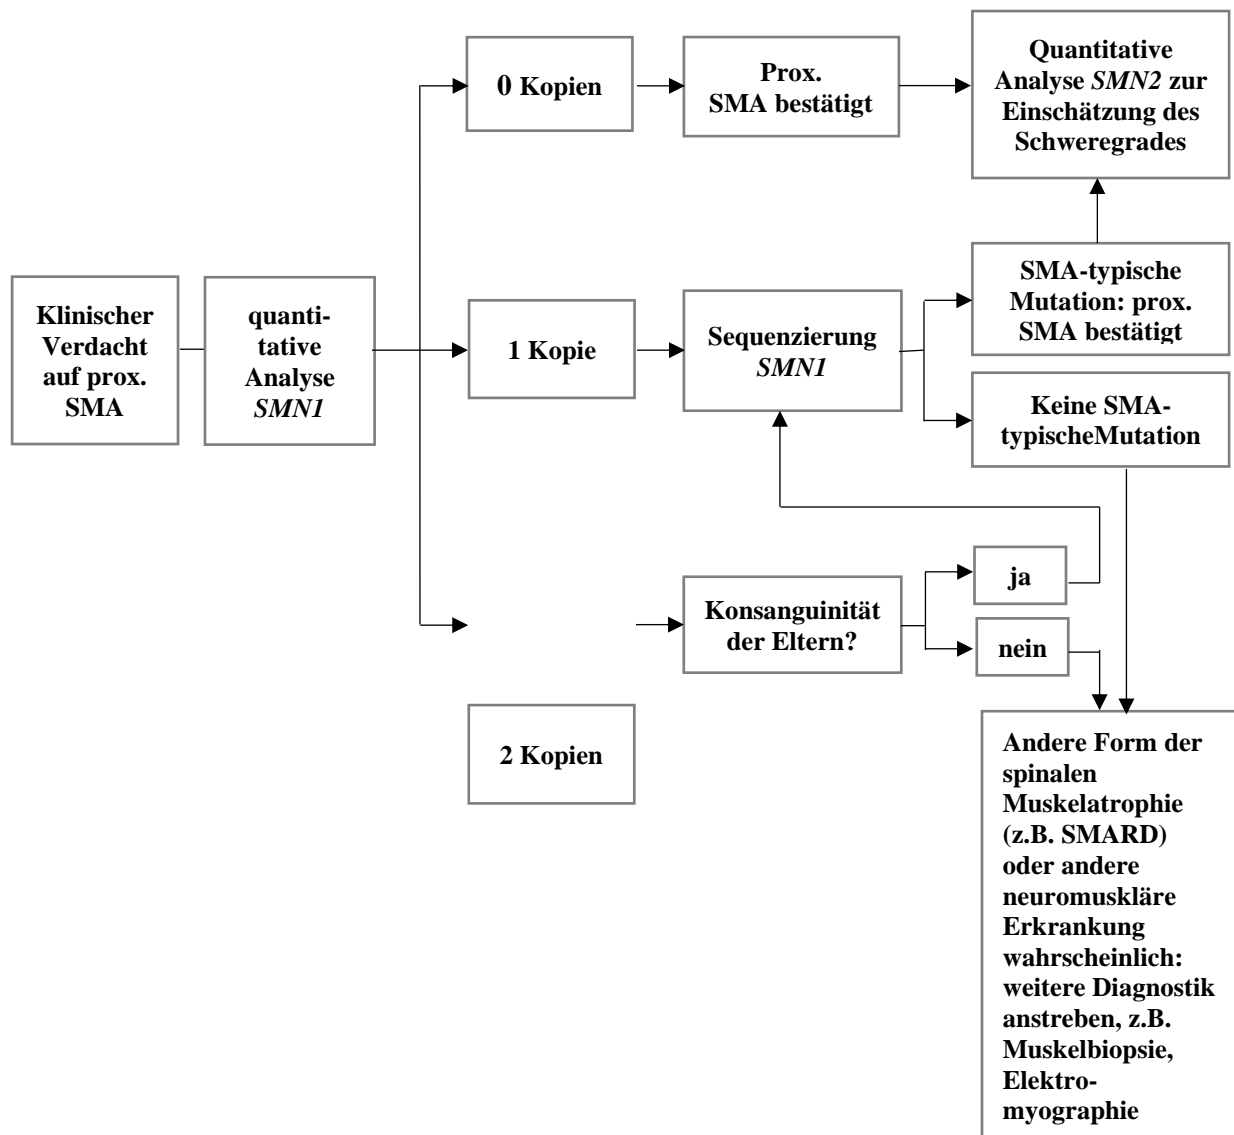 0 Kopien
Prox.
SMA bestätigt
Quantitative
Analyse SMN2 zur
Einschätzung des
Schweregrades
Klinischer
Verdacht
auf prox.
SMA
quanti-
tative
Analyse
SMN1
1 Kopie
Sequenzierung
SMN1
SMA-typische
Mutation: prox.
SMA bestätigt
Keine SMA-
typischeMutation
Konsanguinität
der Eltern?
ja
nein
2 Kopien
Andere Form der
spinalen
Muskelatrophie
(z.B. SMARD)
oder andere
neuromuskläre
Erkrankung
wahrscheinlich:
weitere Diagnostik
anstreben, z.B.
Muskelbiopsie,
Elektro-
myographie